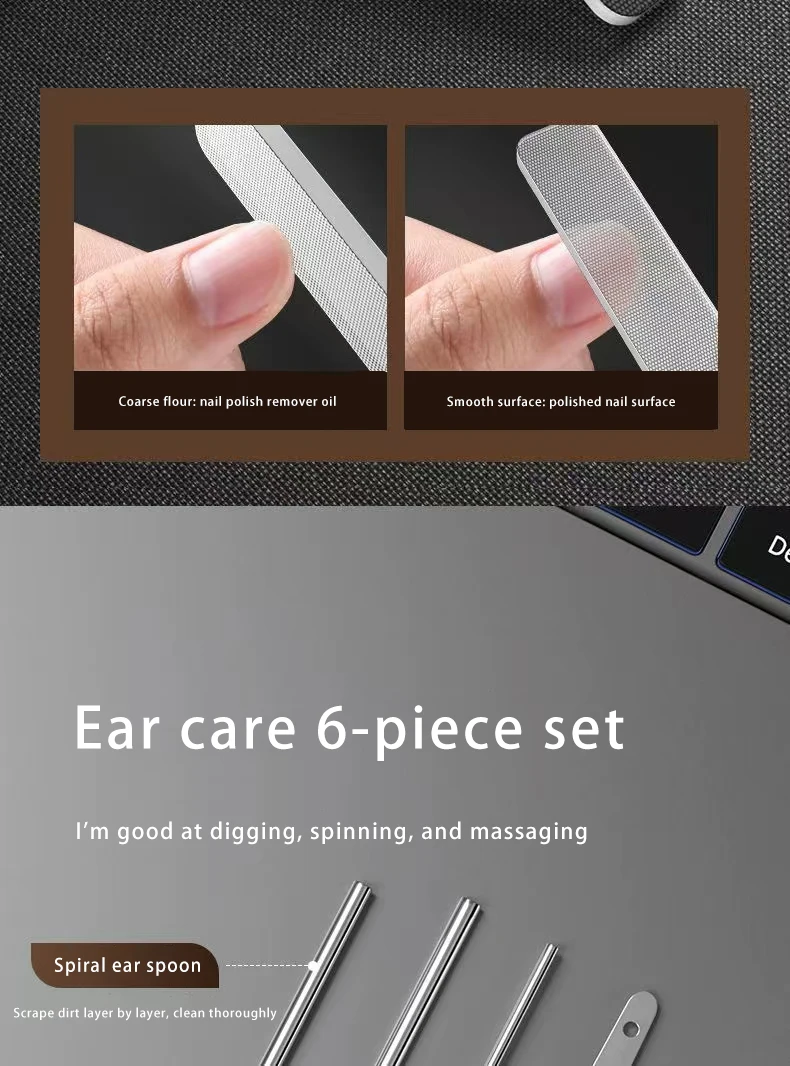 Coarse flour: nail polish remover oil
Smooth surface: polished nail surface
Ear care 6-piece set
I'm good at digging, spinning, and massaging
Spiral ear spoon
Scrape dirt layer by layer, clean thoroughly